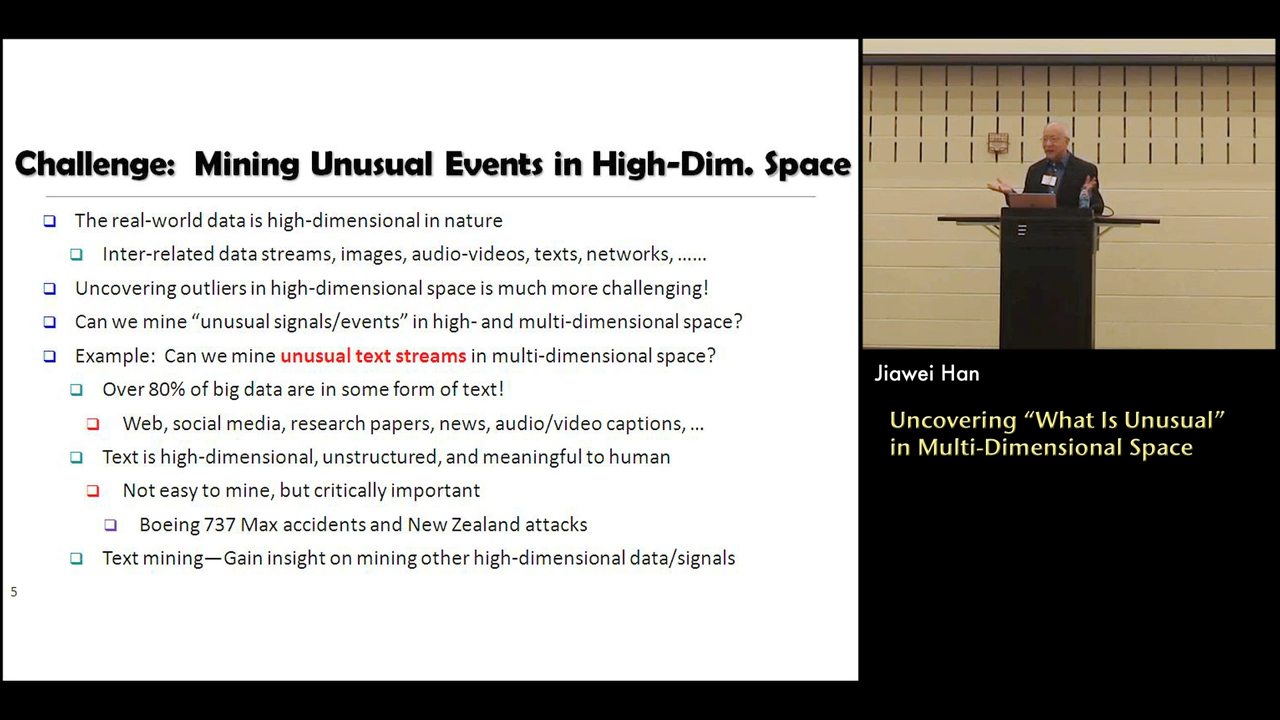 Challenge: Mining Unusual Events in High-Dim. Space
The real-world data is high-dimensional in nature
Inter-related data streams, images, audio-videos, texts, networks, ……
Uncovering outliers in high-dimensional space is much more challenging!
Can we mine “unusual signals/events” in high- and multi-dimensional space?
Example: Can we mine unusual text streams in multi-dimensional space?
Over 80% of big data are in some form of text!
Web, social media, research papers, news, audio/video captions, …
Text is high-dimensional, unstructured, and meaningful to human
Not easy to mine, but critically important
Boeing 737 Max accidents and New Zealand attacks
Text mining—Gain insight on mining other high-dimensional data/signals
5
Jiawei Han
Uncovering “What Is Unusual”
in Multi-Dimensional Space